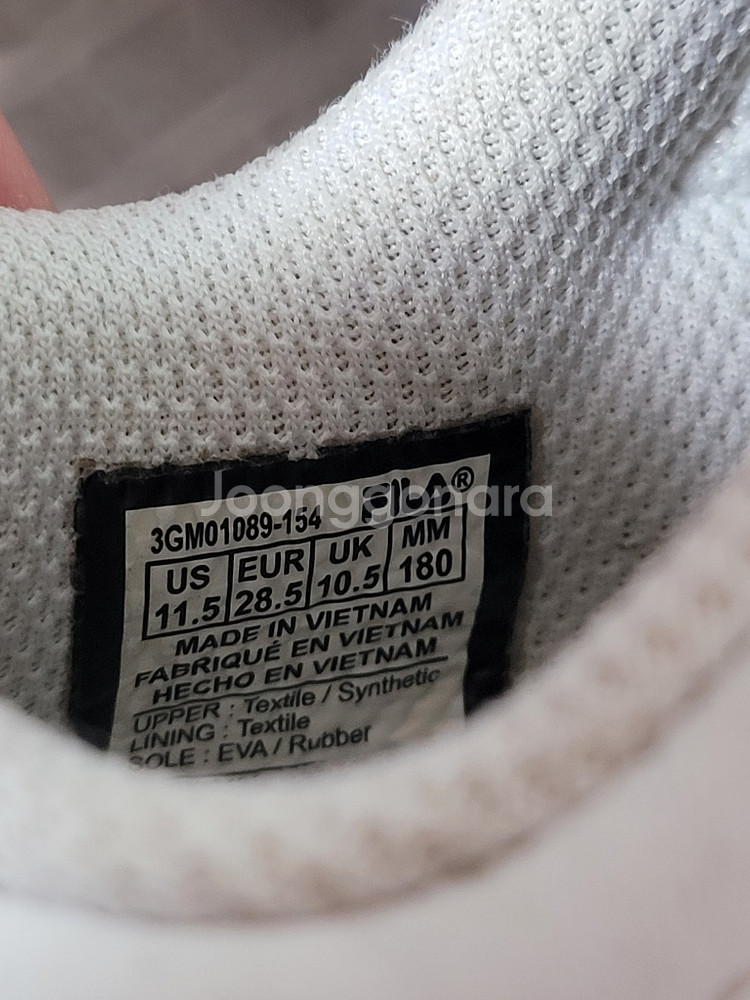 Joonggonara
3GM01089-154 FILA®
US EUR UK MM
11.5 28.5 10.5 180
MADE IN VIETNAM
FABRIQUÉ EN VIETNAM
HECHO EN VIETNAM
UPPER : Textile / Synthetic
LINING : Textile
SOLE : EVA / Rubber